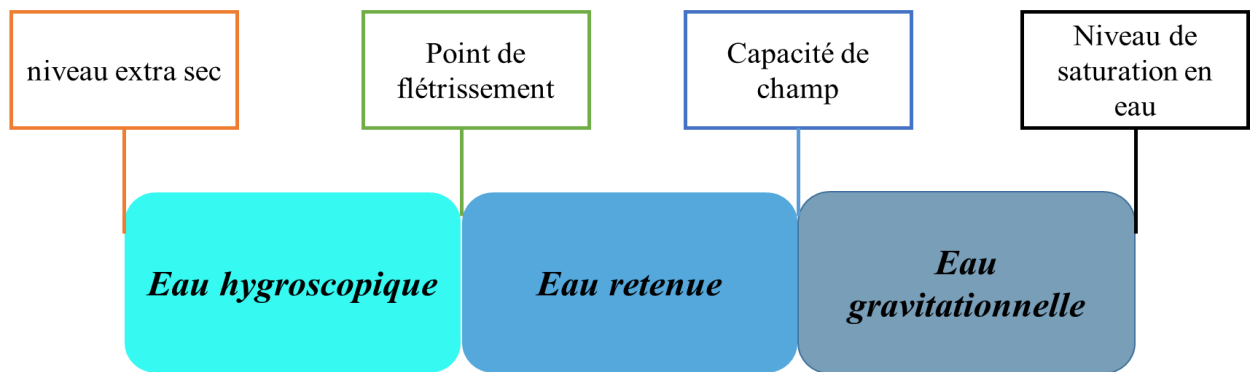 niveau extra sec
Point de
flétrissement
Capacité de
champ
Niveau de
saturation en
eau
Eau hygroscopique
Eau retenue
Eau
gravitationnelle